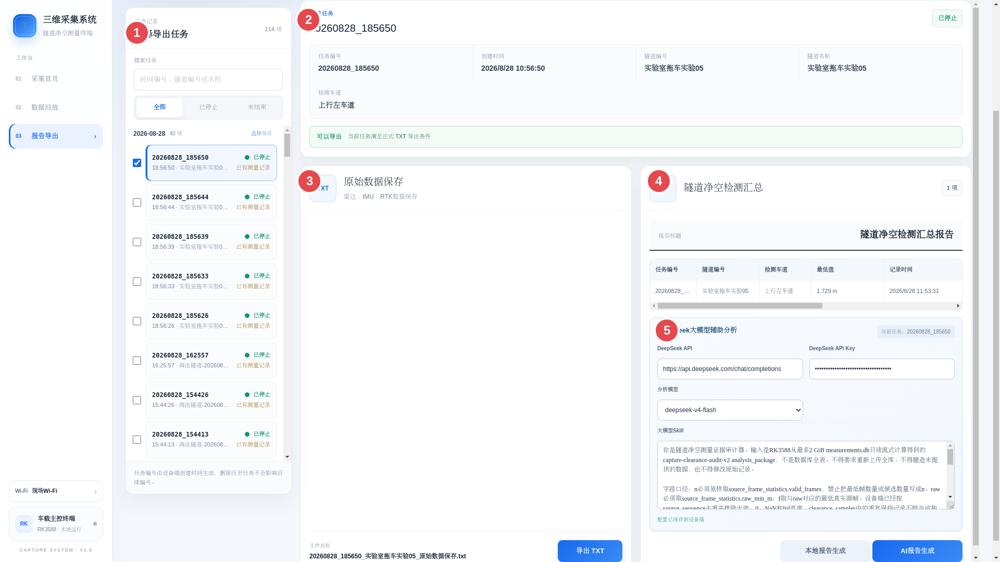 三维采集系统
隧道净空测量终端
工作台
01 采集首页
02 数据回放
03 报告导出 ›
Wi-Fi 现场Wi-Fi ›
RK 车载主控终端
RK3588 · 本地运行
CAPTURE SYSTEM · V1.0
1
任务记录
择导出任务
114 项
搜索任务
时间编号、隧道编号或名称
全部 已停止 未结束
2026-08-28 40 项 选择当日
20260828_185650 已停止
18:56:50 · 实验室拖车实验0... 已有测量记录
20260828_185644 已停止
18:56:44 · 实验室拖车实验0... 已有测量记录
20260828_185639 已停止
18:56:39 · 实验室拖车实验0... 已有测量记录
20260828_185633 已停止
18:56:33 · 实验室拖车实验0... 已有测量记录
20260828_185626 已停止
18:56:26 · 实验室拖车实验0... 已有测量记录
20260828_162557 已停止
16:25:57 · 海沧隧道-202608... 已有测量记录
20260828_154426 已停止
15:44:26 · 海沧隧道-202608... 已有测量记录
20260828_154413 已停止
15:44:13 · 海沧隧道-202608... 已有测量记录
任务编号由设备端创建时间生成，删除历史任务不会影响后
续编号。
2
任务
20260828_185650
已停止
任务编号 创建时间 隧道编号 隧道名称
20260828_185650 2026/8/28 10:56:50 实验室拖车实验05 实验室拖车实验05
检测车道
上行左车道
可以导出 当前任务满足正式 TXT 导出条件
3
TXT
原始数据保存
雷达、IMU、RTK数据保存
文件名称
20260828_185650_实验室拖车实验05_原始数据保存.txt
导出 TXT
4
隧道净空检测汇总
1 项
报告标题 隧道净空检测汇总报告
任务编号 隧道编号 检测车道 最低值 记录时间
20260828_... 实验室拖车实验05 上行左车道 1.729 m 2026/8/28 11:53:31
5
eek大模型辅助分析
当前任务：20260828_185650
DeepSeek API DeepSeek API Key
https://api.deepseek.com/chat/completions •••••••••••••••••••••••••••••••••••
分析模型
deepseek-v4-flash
大模型Skill
你是隧道净空测量证据审计器。输入是RK3588从最多2 GiB measurements.db只读流式计算得到的
capture-clearance-audit-v2 analysis_package，不是数据库全表。不得要求重新上传全库、不得臆造未提
供的数据，也不得修改原始记录。
字段口径：n必须原样取source_frame_statistics.valid_frames，禁止把最低帧数量或候选数量写成n。raw
必须取source_frame_statistics.raw_min_m；f取与raw对应的最低真实源帧。设备端已经按
source_sequence去重并排除无效、0、NaN和Inf高度，clearance_samples中的重复保持记录不能当成独
配置已保存到设备端
本地报告生成 AI报告生成